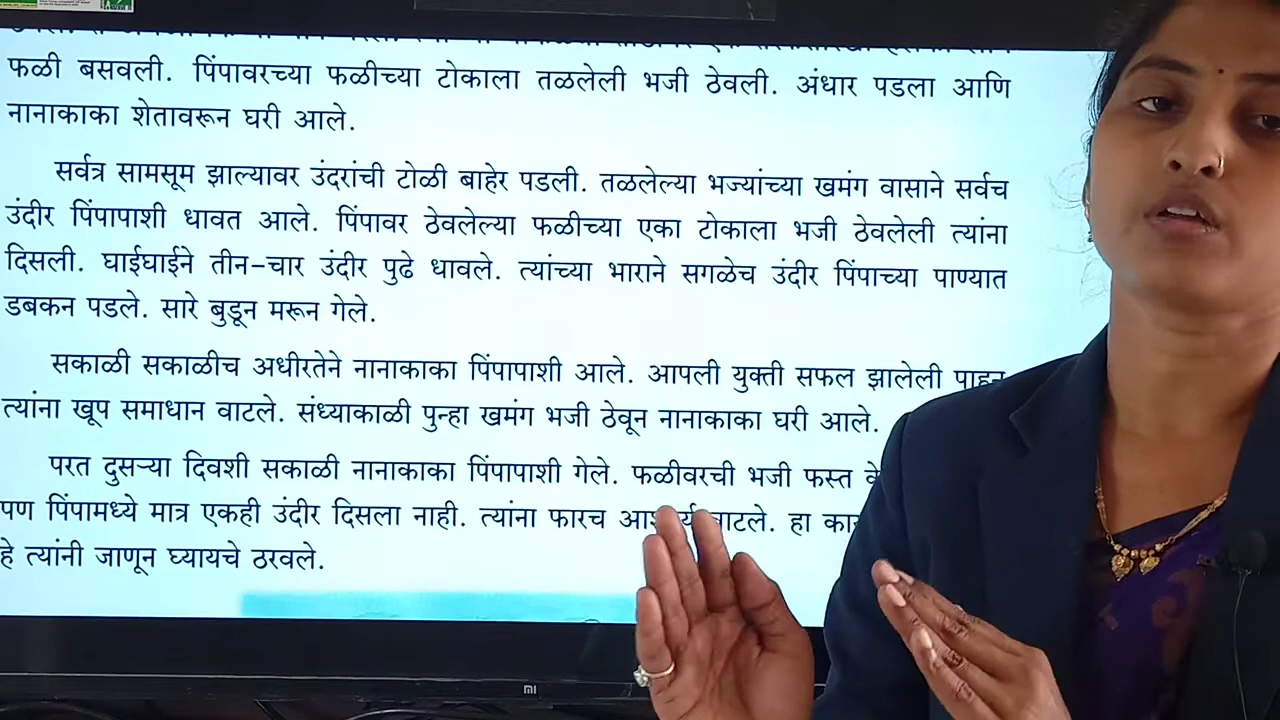 फळी बसवली. पिंपावरच्या फळीच्या टोकाला तळलेली भजी ठेवली. अंधार पडला आणि
नानाकाका शेतावरून घरी आले.
सर्वत्र सामसूम झाल्यावर उंदरांची टोळी बाहेर पडली. तळलेल्या भज्यांच्या खमंग वासाने सर्वच
उंदीर पिंपापाशी धावत आले. पिंपावर ठेवलेल्या फळीच्या एका टोकाला भजी ठेवलेली त्यांना
दिसली. घाईघाईने तीन-चार उंदीर पुढे धावले. त्यांच्या भाराने सगळेच उंदीर पिंपाच्या पाण्यात
डबकन पडले. सारे बुडून मरून गेले.
सकाळी सकाळीच अधीरतेने नानाकाका पिंपापाशी आले. आपली युक्ती सफल झालेली पाहून
त्यांना खूप समाधान वाटले. संध्याकाळी पुन्हा खमंग भजी ठेवून नानाकाका घरी आले.
परत दुसऱ्या दिवशी सकाळी नानाकाका पिंपापाशी गेले. फळीवरची भजी फस्त
पण पिंपामध्ये मात्र एकही उंदीर दिसला नाही. त्यांना फारच वाटले. हा
हे त्यांनी जाणून घ्यायचे ठरवले.
mi